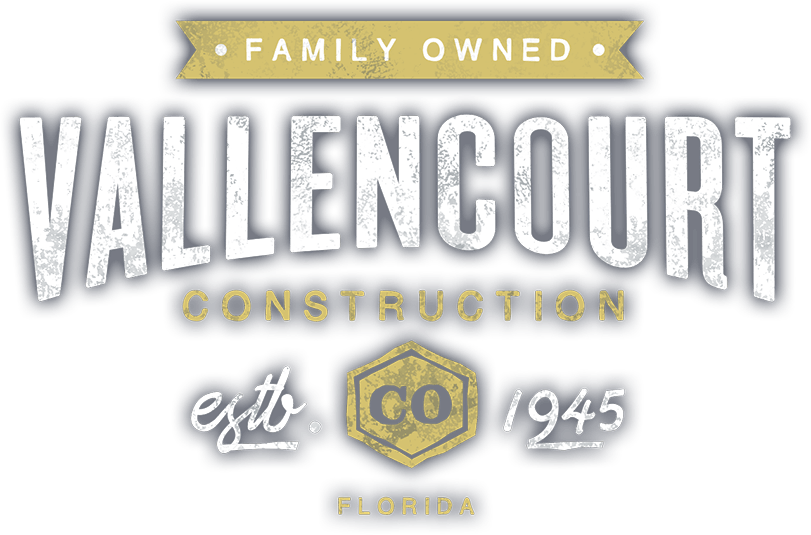 • FAMILY OWNED •
VALLENCOURT
CONSTRUCTION
estb. CO 1945
FLORIDA